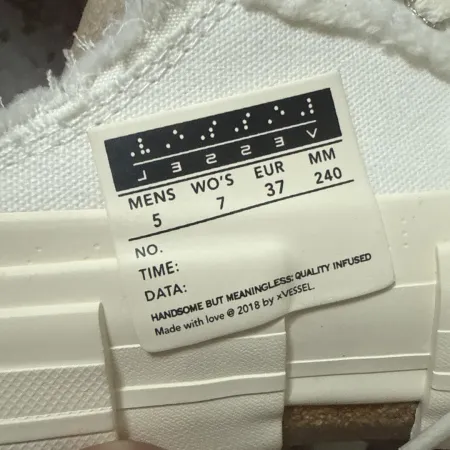 VESSEL
MENS WO'S EUR MM
5 7 37 240
NO.
TIME:
DATA:
HANDSOME BUT MEANINGLESS: QUALITY INFUSED
Made with love @ 2018 by xVESSEL.